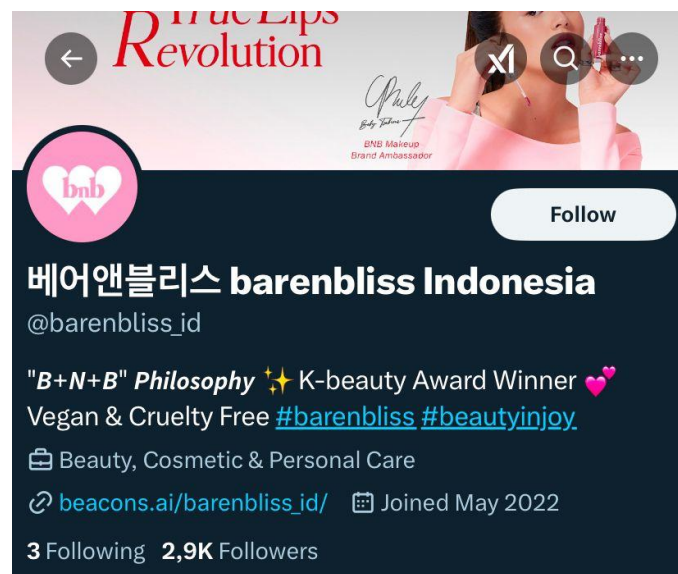 True Lips
Revolution
BNB Makeup
Brand Ambassador
bnb
Follow
베어앤블리스 barenbliss Indonesia
@barenbliss_id
"B+N+B" Philosophy ✨ K-beauty Award Winner 💕
Vegan & Cruelty Free #barenbliss #beautyinjoy
Beauty, Cosmetic & Personal Care
beacons.ai/barenbliss_id/ Joined May 2022
3 Following 2,9K Followers